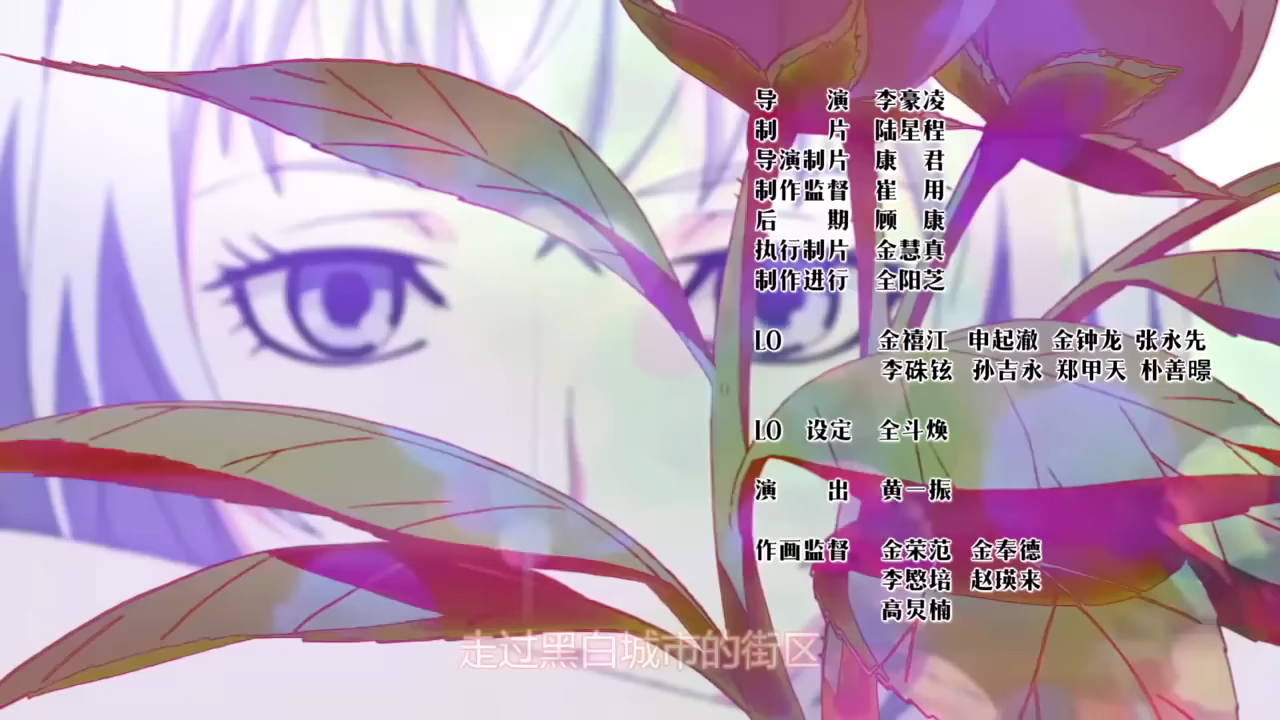 导演 李豪凌
制片 陆星程
导演制片 康君
制作监督 崔用
后期 顾康
执行制片 金慧真
制作进行 全阳芝
LO 金禧江 申起澈 金钟龙 张永先
李硃铉 孙吉永 郑甲天 朴善暻
LO 设定 全斗焕
演出 黄一振
作画监督 金荣范 金奉德
李愍培 赵瑛来
高炅楠
走过黑白城市的街区